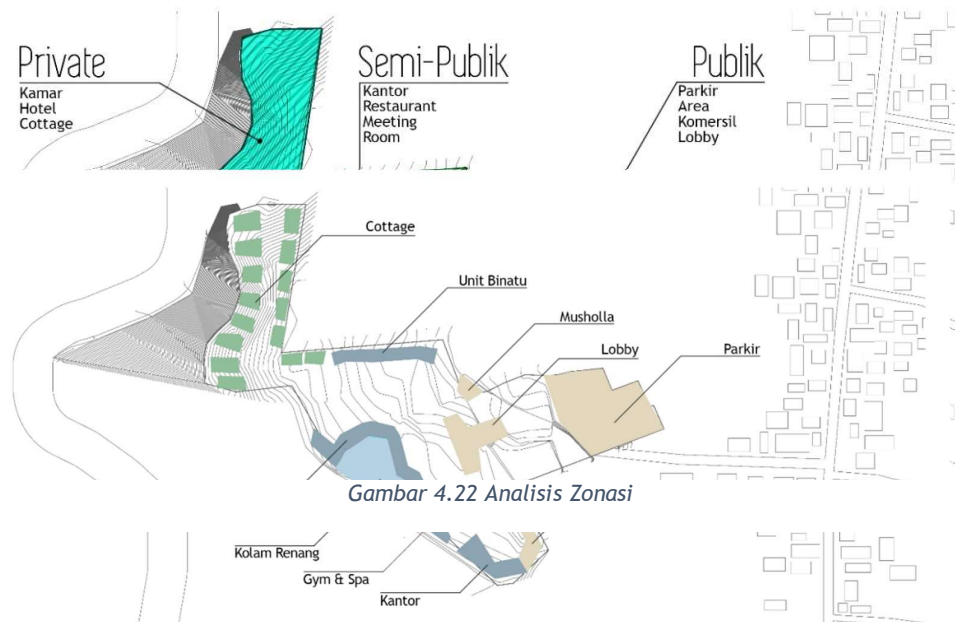 Private
Kamar
Hotel
Cottage
Semi-Publik
Kantor
Restaurant
Meeting
Room
Publik
Parkir
Area
Komersil
Lobby
Cottage
Unit Binatu
Musholla
Lobby
Parkir
Gambar 4.22 Analisis Zonasi
Kolam Renang
Gym & Spa
Kantor